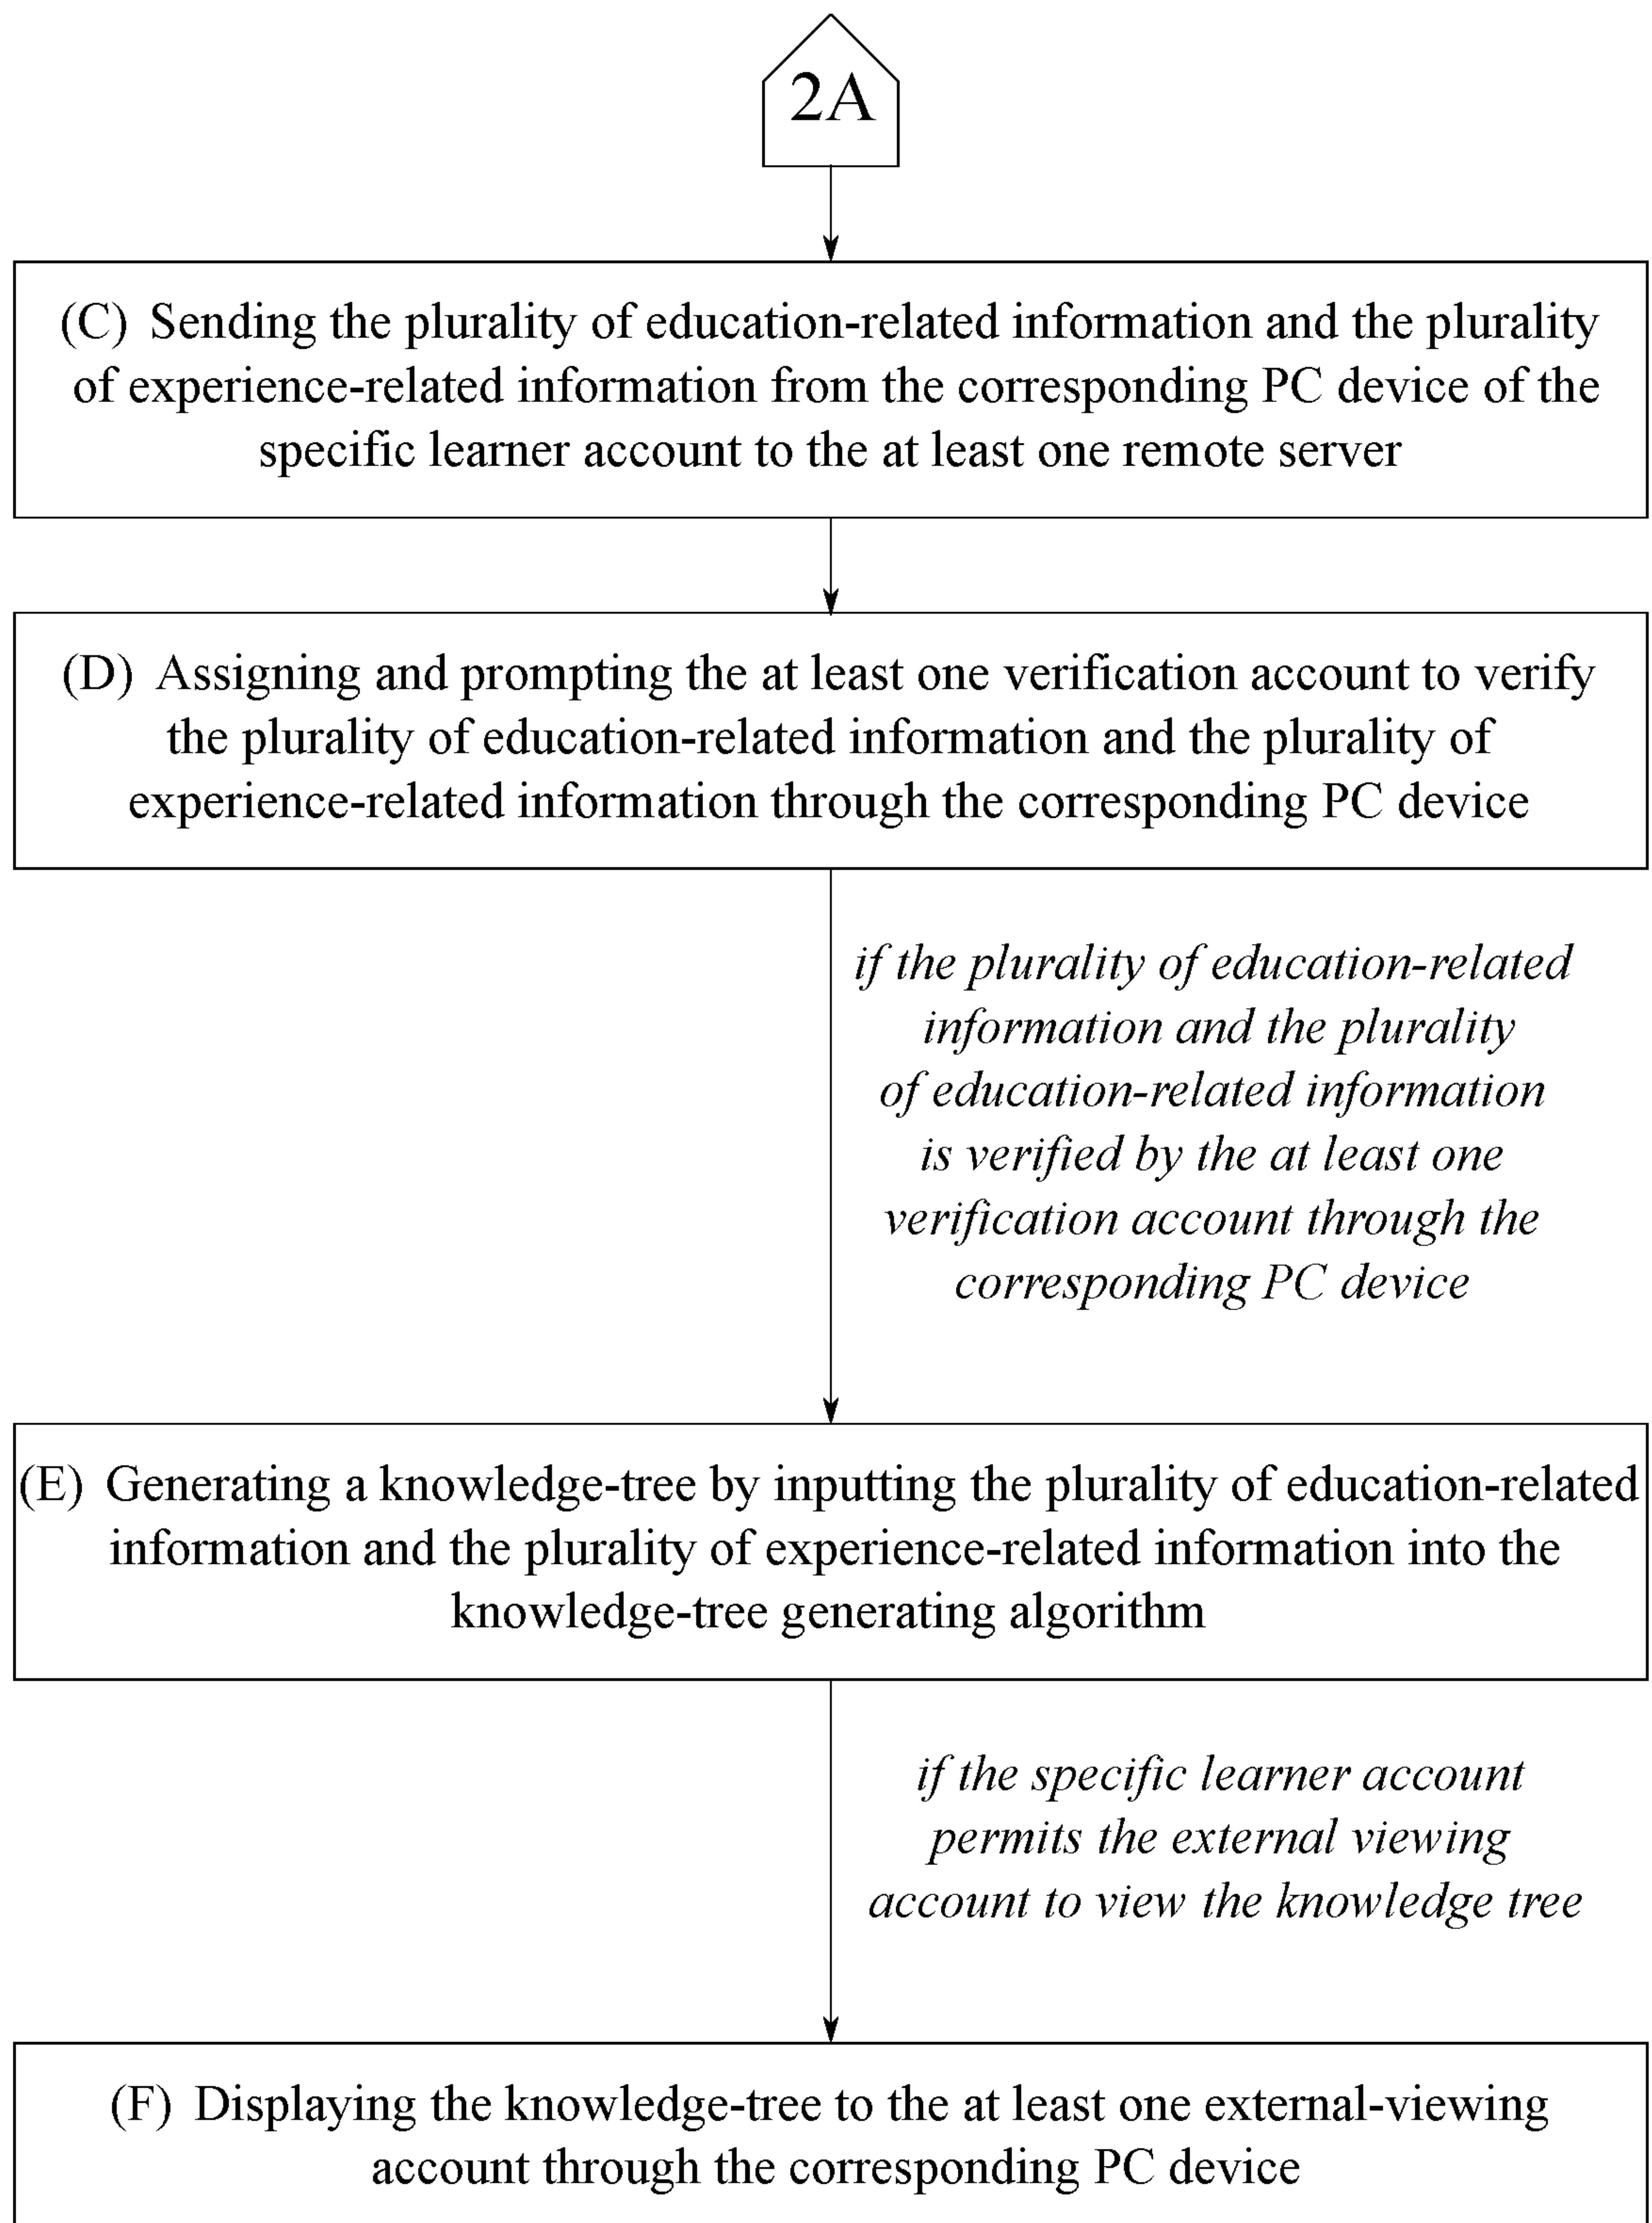 2A
(C) Sending the plurality of education-related information and the plurality
of experience-related information from the corresponding PC device of the
specific learner account to the at least one remote server
(D) Assigning and prompting the at least one verification account to verify
the plurality of education-related information and the plurality of
experience-related information through the corresponding PC device
if the plurality of education-related
information and the plurality
of education-related information
is verified by the at least one
verification account through the
corresponding PC device
(E) Generating a knowledge-tree by inputting the plurality of education-related
information and the plurality of experience-related information into the
knowledge-tree generating algorithm
if the specific learner account
permits the external viewing
account to view the knowledge tree
(F) Displaying the knowledge-tree to the at least one external-viewing
account through the corresponding PC device